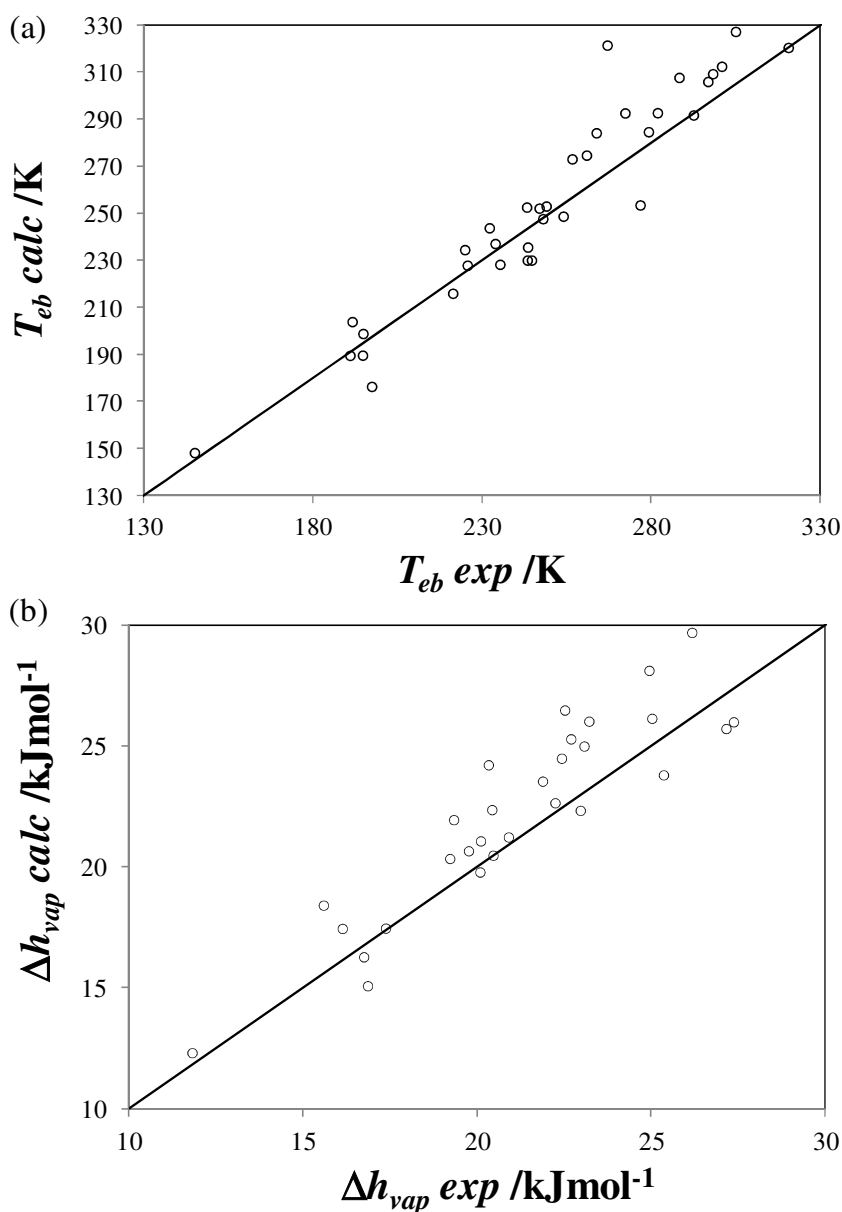 (a)
330
310
290
270
250
230
210
190
170
150
130
T_eb calc /K
130 180 230 280 330
T_eb exp /K
(b)
30
25
20
15
10
Δh_vap calc /kJmol⁻¹
10 15 20 25 30
Δh_vap exp /kJmol⁻¹